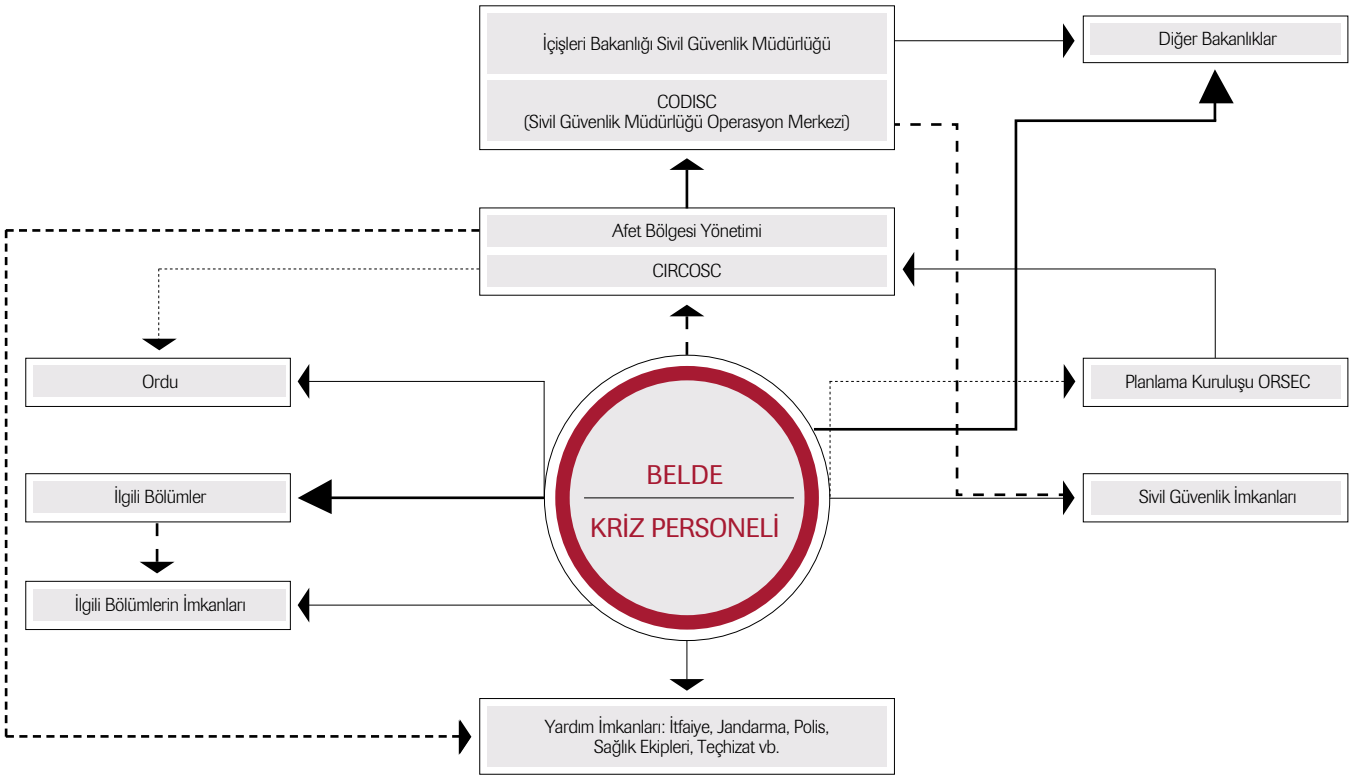 İçişleri Bakanlığı Sivil Güvenlik Müdürlüğü
Diğer Bakanlıklar
CODISC
(Sivil Güvenlik Müdürlüğü Operasyon Merkezi)
Afet Bölgesi Yönetimi
CIRCOSC
Ordu
Planlama Kuruluşu ORSEC
BELDE
KRİZ PERSONELİ
İlgili Bölümler
Sivil Güvenlik İmkanları
İlgili Bölümlerin İmkanları
Yardım İmkanları: İtfaiye, Jandarma, Polis,
Sağlık Ekipleri, Teçhizat vb.